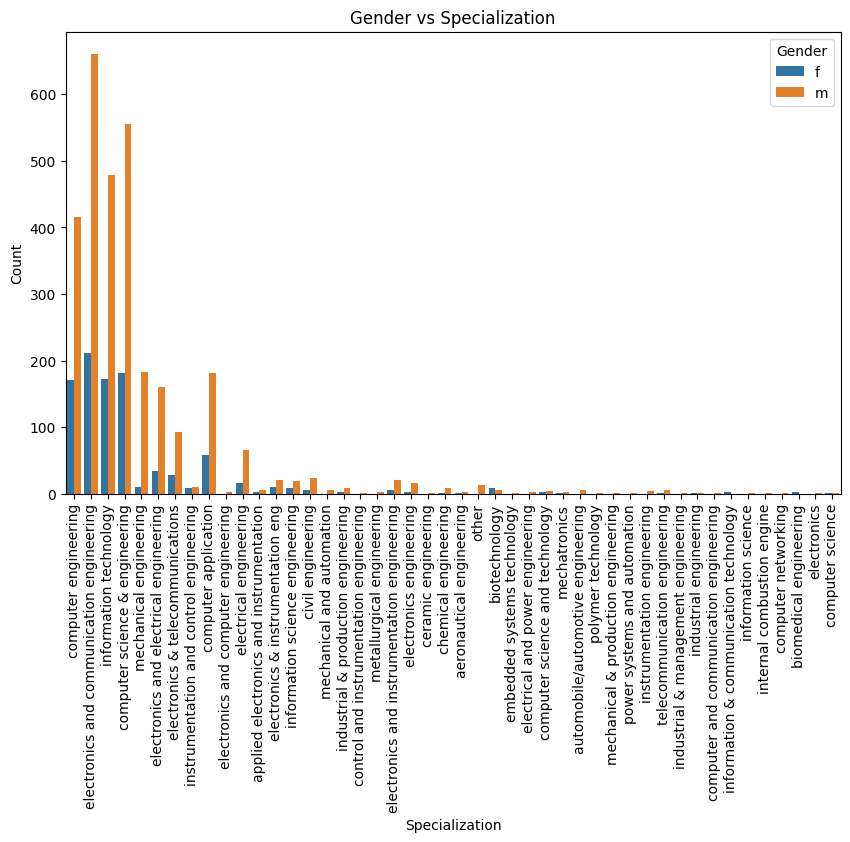 Gender vs Specialization
Gender
f
m
Count
600
500
400
300
200
100
0
computer engineering
electronics and communication engineering
information technology
computer science & engineering
mechanical engineering
electronics and electrical engineering
electronics & telecommunications
instrumentation and control engineering
computer application
electronics and computer engineering
electrical engineering
applied electronics and instrumentation
electronics & instrumentation eng
information science engineering
civil engineering
mechanical and automation
industrial & production engineering
control and instrumentation engineering
metallurgical engineering
electronics and instrumentation engineering
electronics engineering
ceramic engineering
chemical engineering
aeronautical engineering
other
biotechnology
embedded systems technology
electrical and power engineering
computer science and technology
mechatronics
automobile/automotive engineering
polymer technology
mechanical & production engineering
power systems and automation
instrumentation engineering
telecommunication engineering
industrial & management engineering
industrial engineering
computer and communication engineering
information & communication technology
information science
internal combustion engine
computer networking
biomedical engineering
electronics
computer science
Specialization